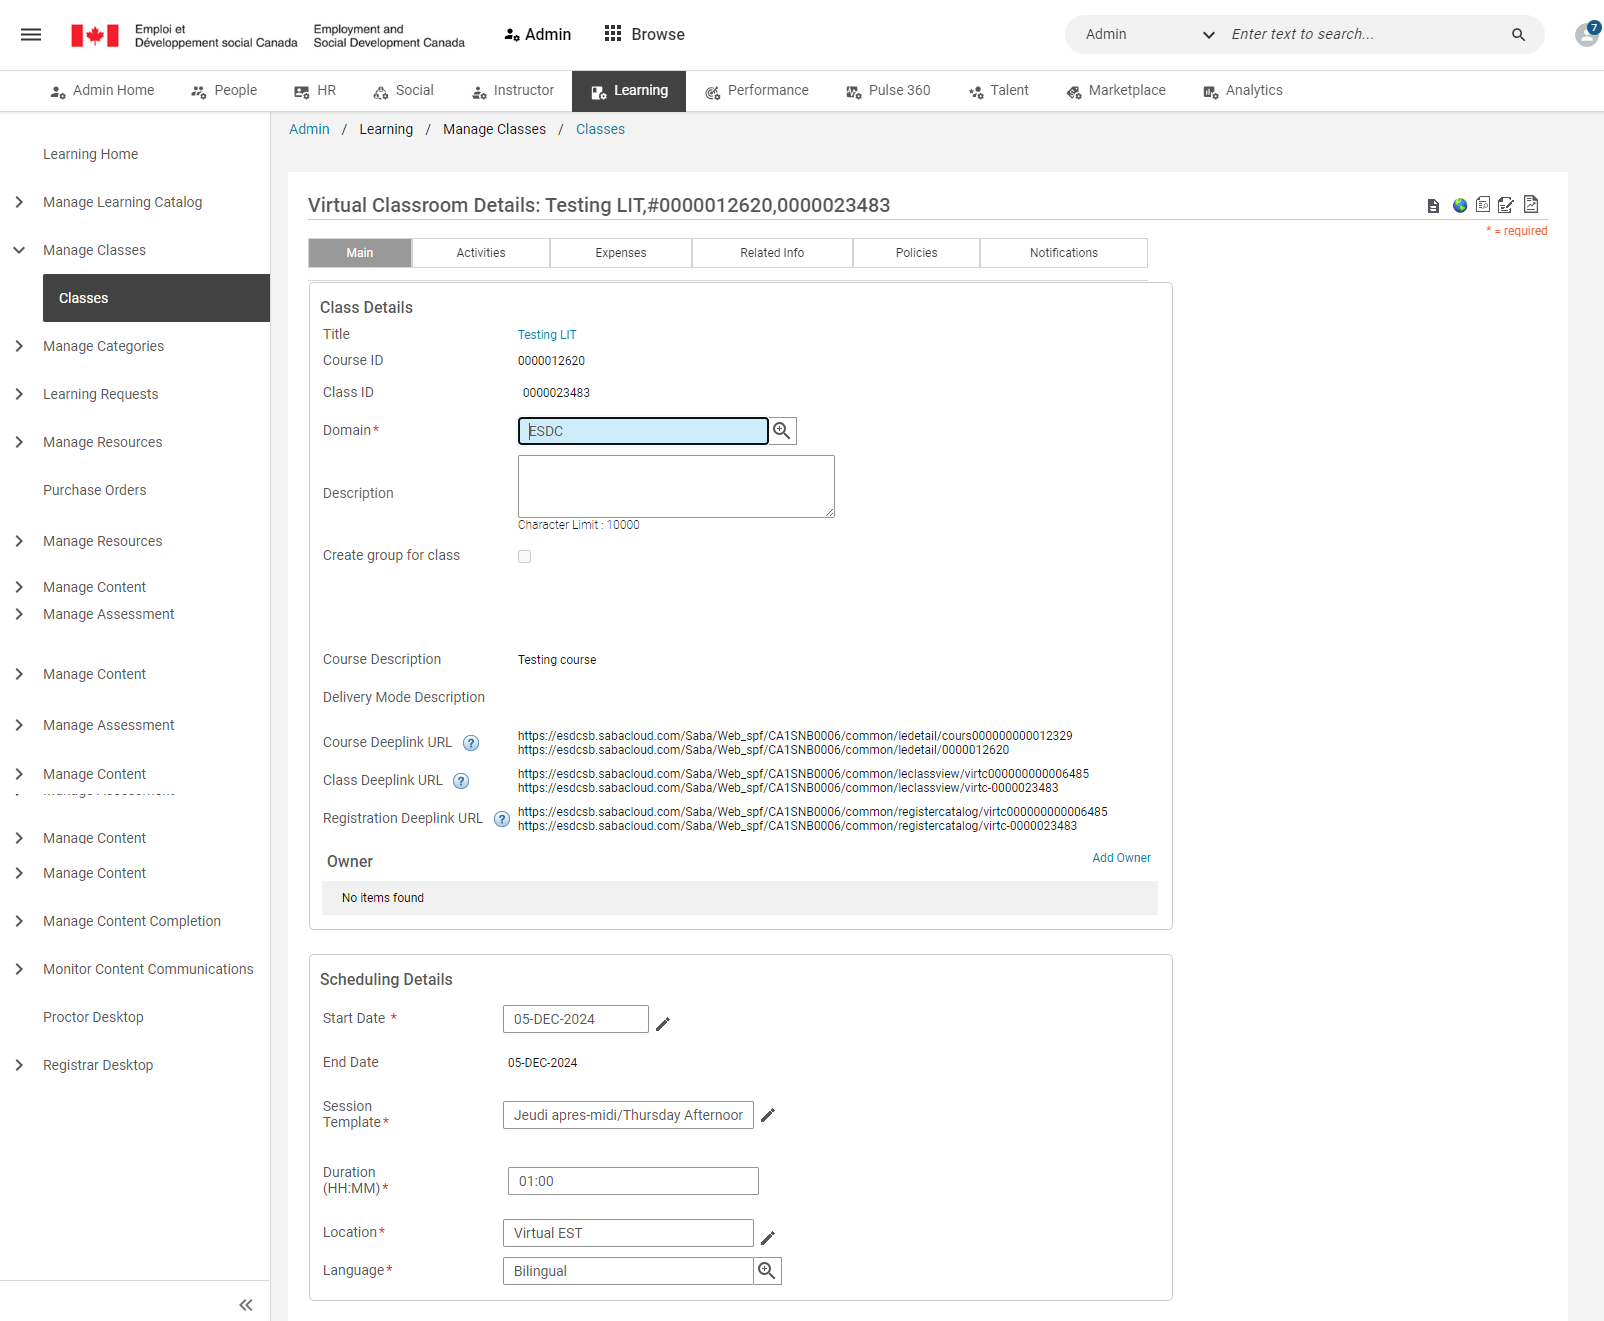 Emploi et
Développement social Canada
Employment and
Social Development Canada
Admin
Browse
Admin
Enter text to search...
7
Admin Home
People
HR
Social
Instructor
Learning
Performance
Pulse 360
Talent
Marketplace
Analytics
Admin / Learning / Manage Classes / Classes
Learning Home
Manage Learning Catalog
Manage Classes
Classes
Manage Categories
Learning Requests
Manage Resources
Purchase Orders
Manage Resources
Manage Content
Manage Assessment
Manage Content
Manage Assessment
Manage Content
Manage Content
Manage Content
Manage Content Completion
Monitor Content Communications
Proctor Desktop
Registrar Desktop
Virtual Classroom Details: Testing LIT,#0000012620,0000023483
* = required
Main
Activities
Expenses
Related Info
Policies
Notifications
Class Details
Title
Testing LIT
Course ID
0000012620
Class ID
0000023483
Domain*
ESDC
Description
Character Limit : 10000
Create group for class
Course Description
Testing course
Delivery Mode Description
Course Deeplink URL ?
https://esdcsb.sabacloud.com/Saba/Web_spf/CA1SNB0006/common/ledetail/cours000000000012329
https://esdcsb.sabacloud.com/Saba/Web_spf/CA1SNB0006/common/ledetail/0000012620
Class Deeplink URL ?
https://esdcsb.sabacloud.com/Saba/Web_spf/CA1SNB0006/common/leclassview/virtc000000000006485
https://esdcsb.sabacloud.com/Saba/Web_spf/CA1SNB0006/common/leclassview/virtc-0000023483
Registration Deeplink URL ?
https://esdcsb.sabacloud.com/Saba/Web_spf/CA1SNB0006/common/registercatalog/virtc000000000006485
https://esdcsb.sabacloud.com/Saba/Web_spf/CA1SNB0006/common/registercatalog/virtc-0000023483
Owner
Add Owner
No items found
Scheduling Details
Start Date *
05-DEC-2024
End Date
05-DEC-2024
Session
Template*
Jeudi apres-midi/Thursday Afternoor
Duration
(HH:MM)*
01:00
Location*
Virtual EST
Language*
Bilingual